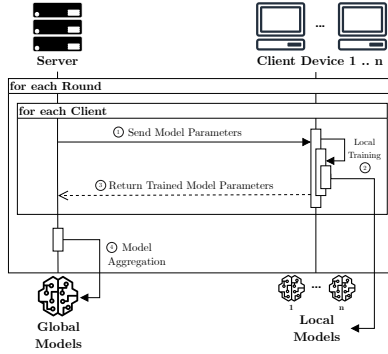 ...
Server
Client Device 1 .. n
for each Round
for each Client
1 Send Model Parameters
Local
Training
2
3 Return Trained Model Parameters
4 Model
Aggregation
...
1
n
Global
Models
Local
Models